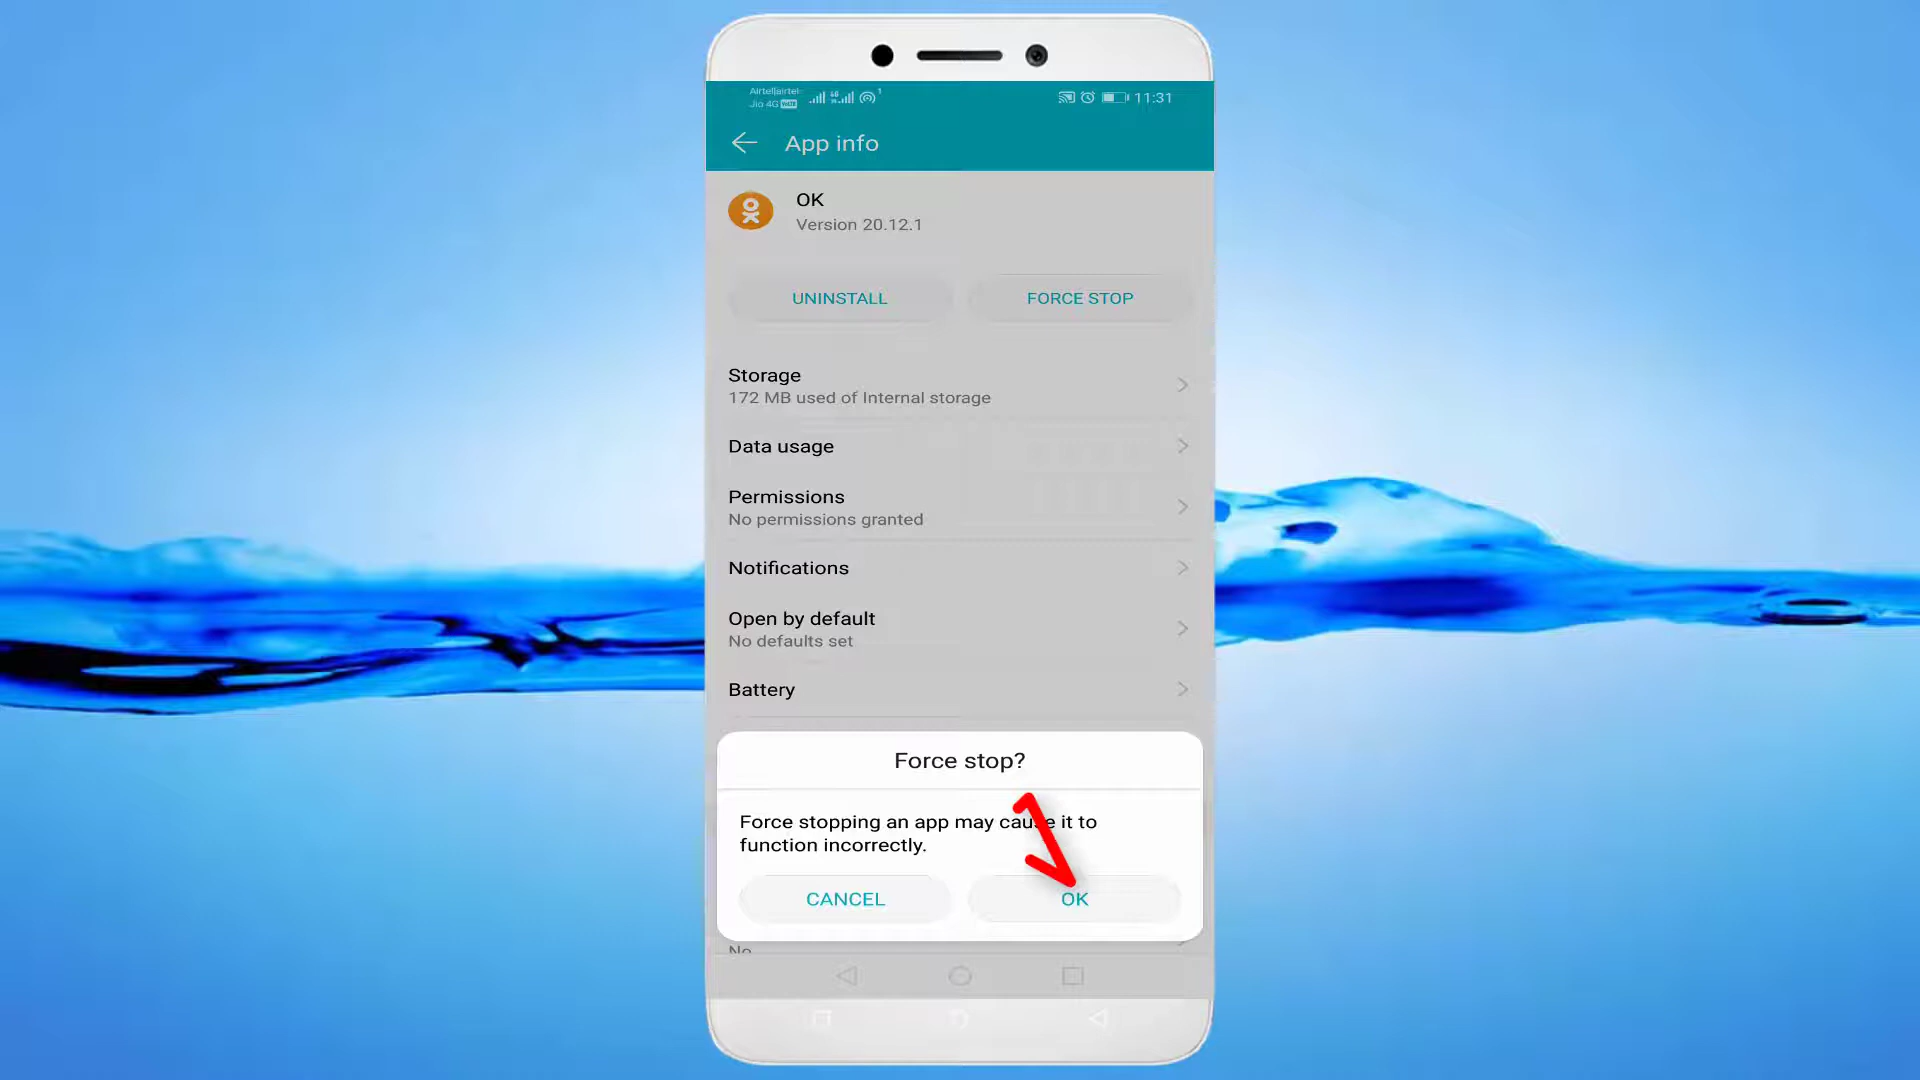 Airtel|airtel
Jio 4G VoLTE
11:31
App info
OK
Version 20.12.1
UNINSTALL
FORCE STOP
Storage
172 MB used of Internal storage
Data usage
Permissions
No permissions granted
Notifications
Open by default
No defaults set
Battery
Force stop?
Force stopping an app may cause it to
function incorrectly.
CANCEL
OK
No